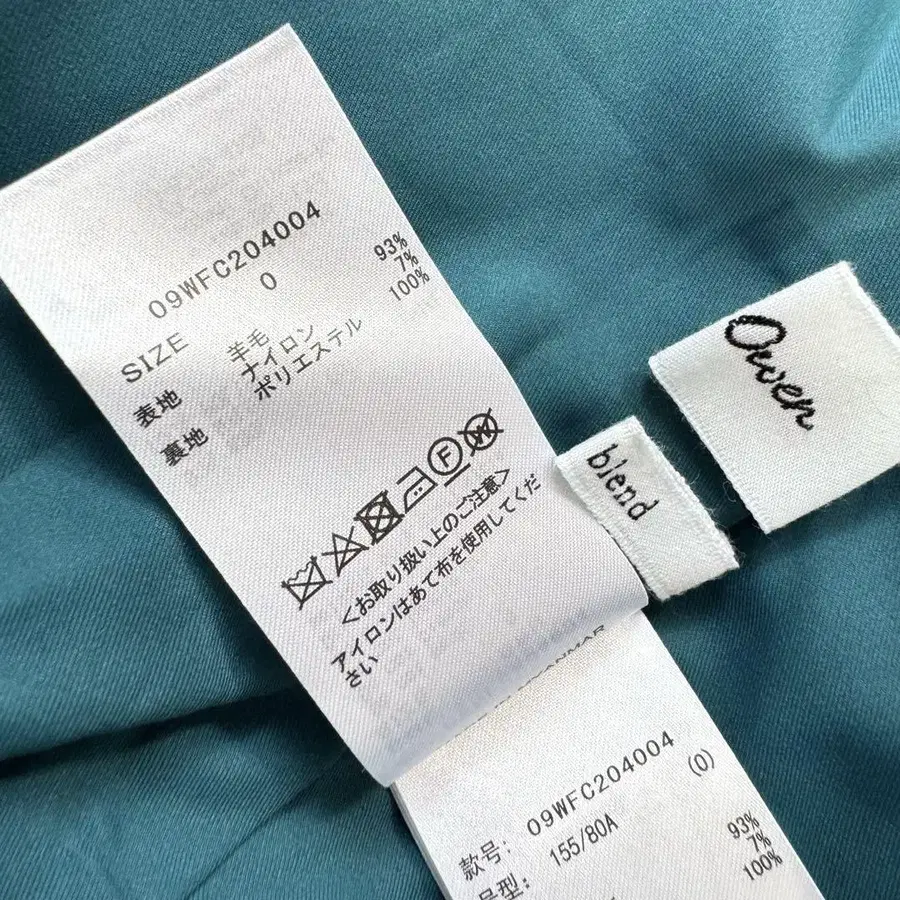 09WFC204004
SIZE 0
表地 羊毛 93%
ナイロン 7%
裏地 ポリエステル 100%
F
W
<お取り扱い上のご注意>
アイロンはあて布を使用してくだ
さい
Owen
blend
09WFC204004
(0)
款号:
号型: 155/80A
93%
7%
100%